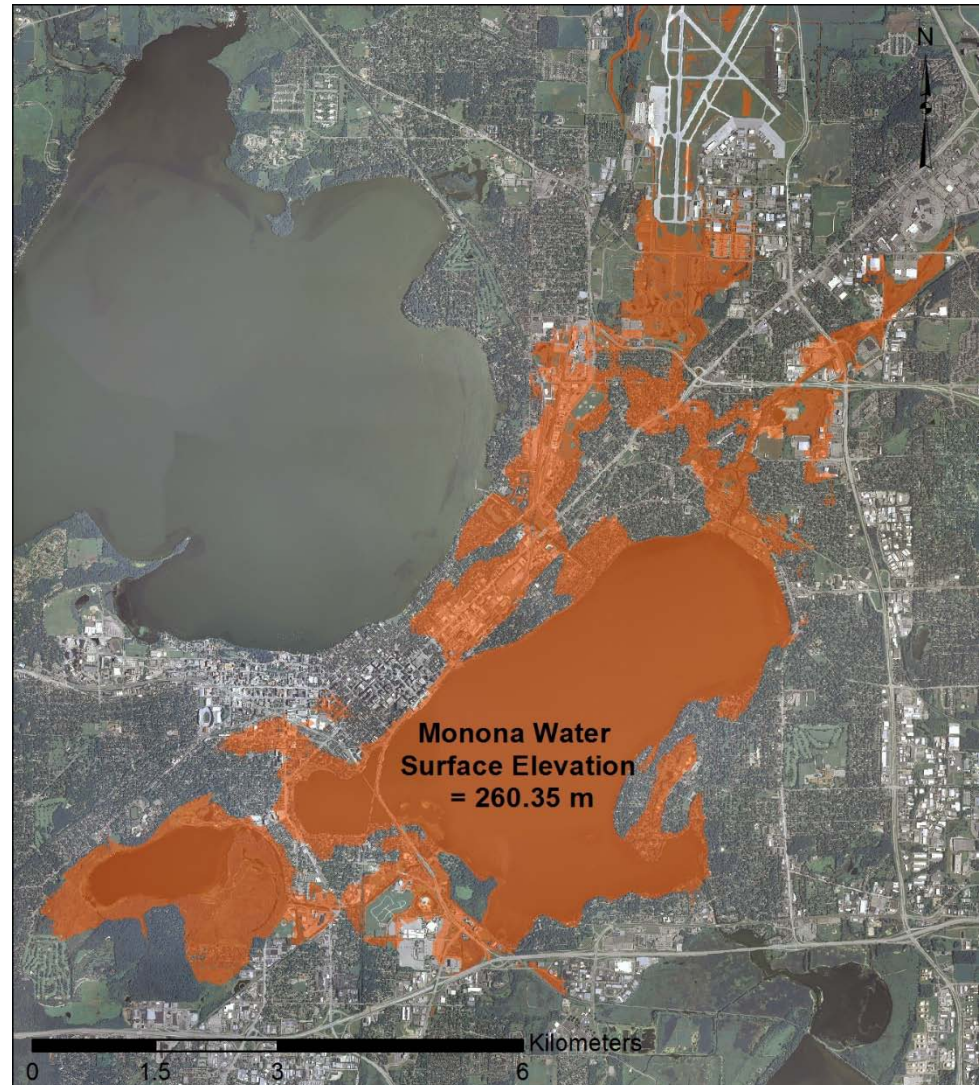 N
Monona Water
Surface Elevation
= 260.35 m
Kilometers
0 1.5 3 6